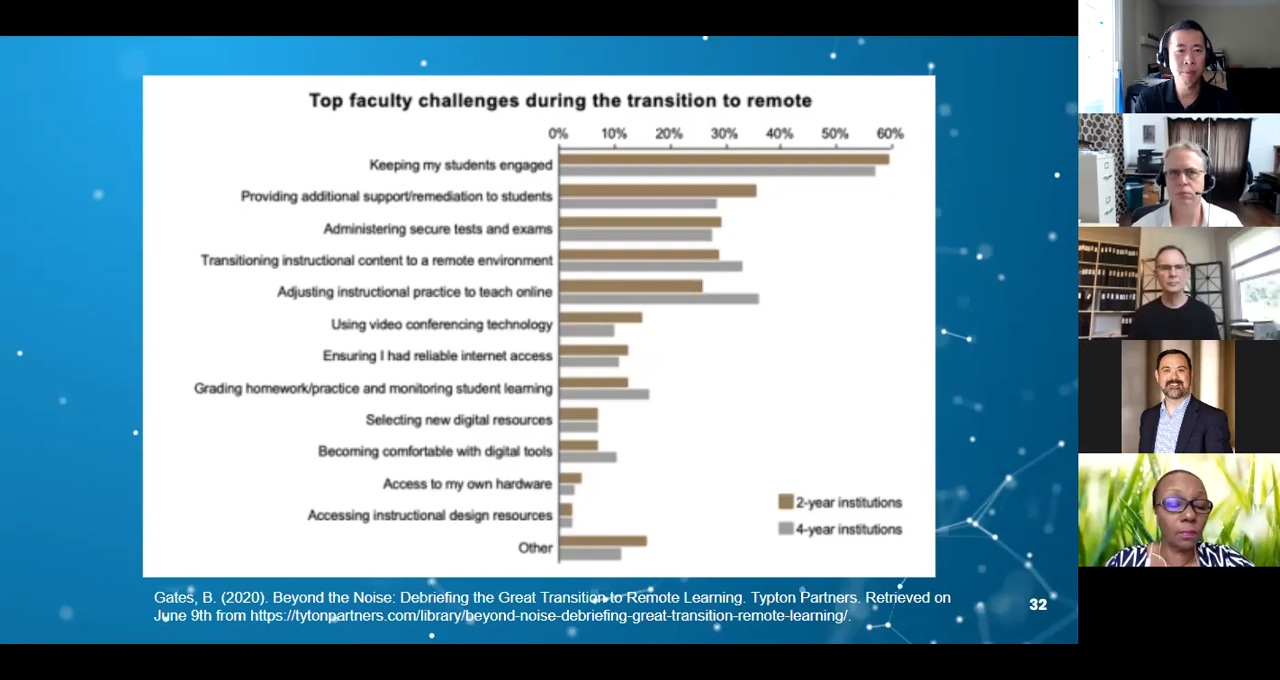 Top faculty challenges during the transition to remote
0% 10% 20% 30% 40% 50% 60%
Keeping my students engaged
Providing additional support/remediation to students
Administering secure tests and exams
Transitioning instructional content to a remote environment
Adjusting instructional practice to teach online
Using video conferencing technology
Ensuring I had reliable internet access
Grading homework/practice and monitoring student learning
Selecting new digital resources
Becoming comfortable with digital tools
Access to my own hardware
Accessing instructional design resources
Other
2-year institutions
4-year institutions
Gates, B. (2020). Beyond the Noise: Debriefing the Great Transition to Remote Learning. Typton Partners. Retrieved on
June 9th from https://tytonpartners.com/library/beyond-noise-debriefing-great-transition-remote-learning/.
32